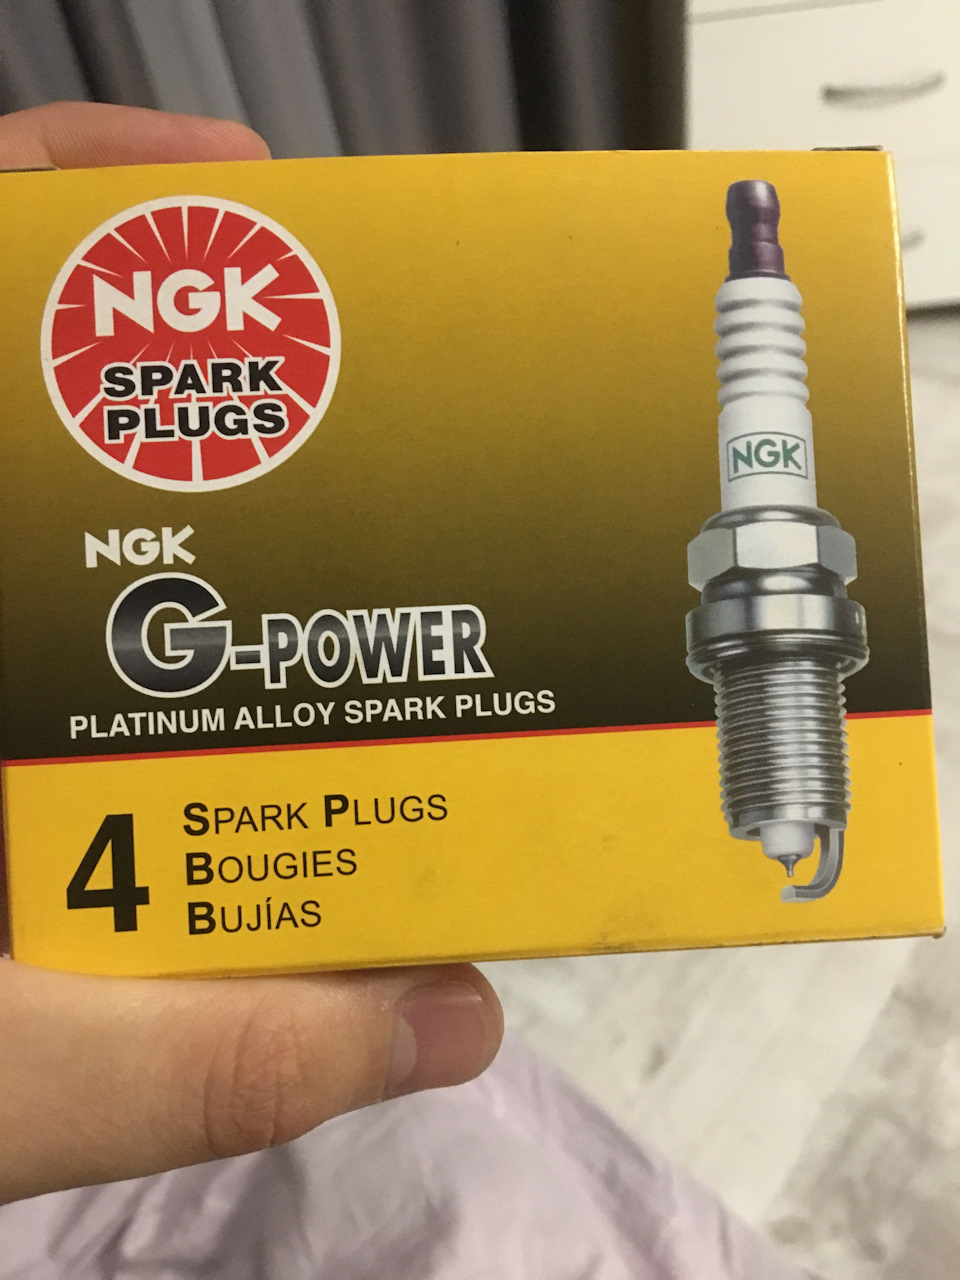 NGK
SPARK
PLUGS
NGK
NGK
G-POWER
PLATINUM ALLOY SPARK PLUGS
4
SPARK PLUGS
BOUGIES
BUJÍAS